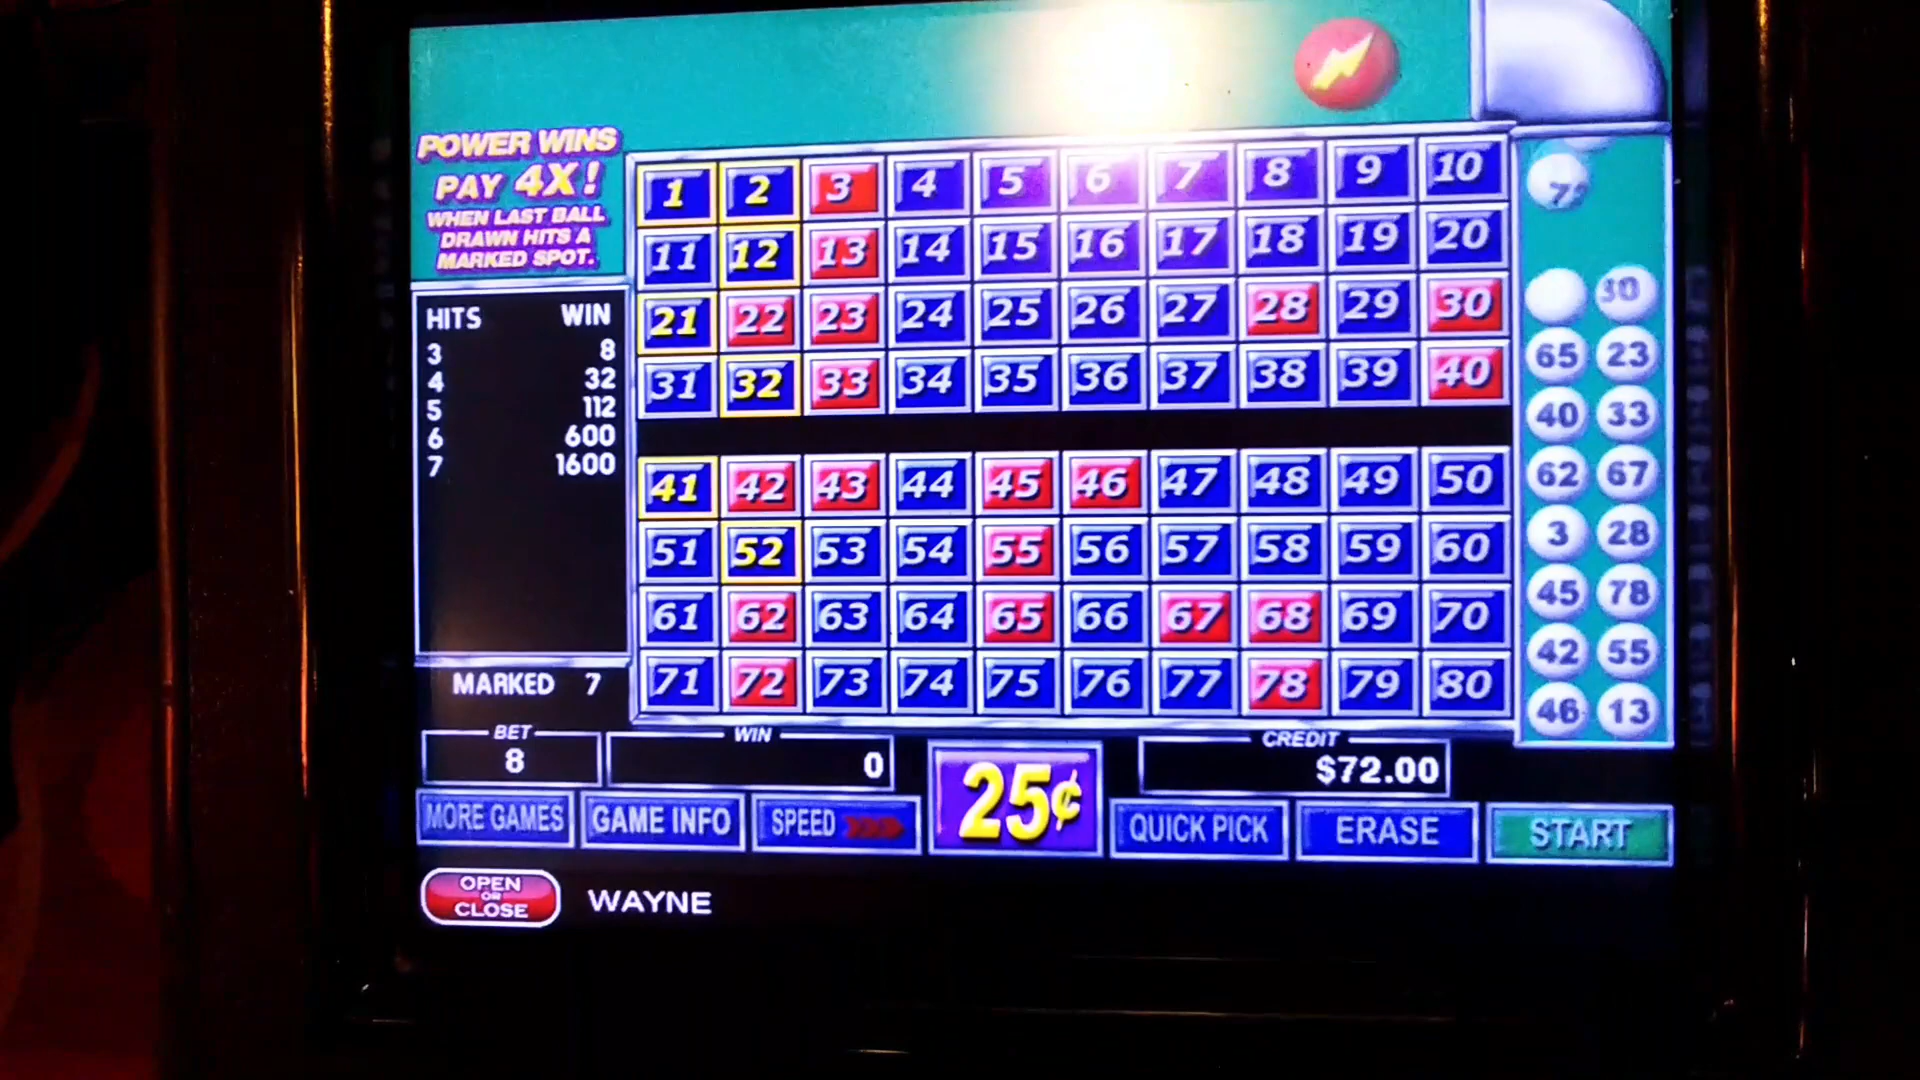 POWER WINS
PAY 4X!
WHEN LAST BALL
DRAWN HITS A
MARKED SPOT.
HITS WIN
3 8
4 32
5 112
6 600
7 1600
MARKED 7
1 2 3 4 5 6 7 8 9 10
11 12 13 14 15 16 17 18 19 20
21 22 23 24 25 26 27 28 29 30
31 32 33 34 35 36 37 38 39 40
41 42 43 44 45 46 47 48 49 50
51 52 53 54 55 56 57 58 59 60
61 62 63 64 65 66 67 68 69 70
71 72 73 74 75 76 77 78 79 80
30
65 23
40 33
62 67
3 28
45 78
42 55
46 13
BET
8
WIN
0
25¢
CREDIT
$72.00
MORE GAMES
GAME INFO
SPEED
QUICK PICK
ERASE
START
OPEN
OR
CLOSE
WAYNE